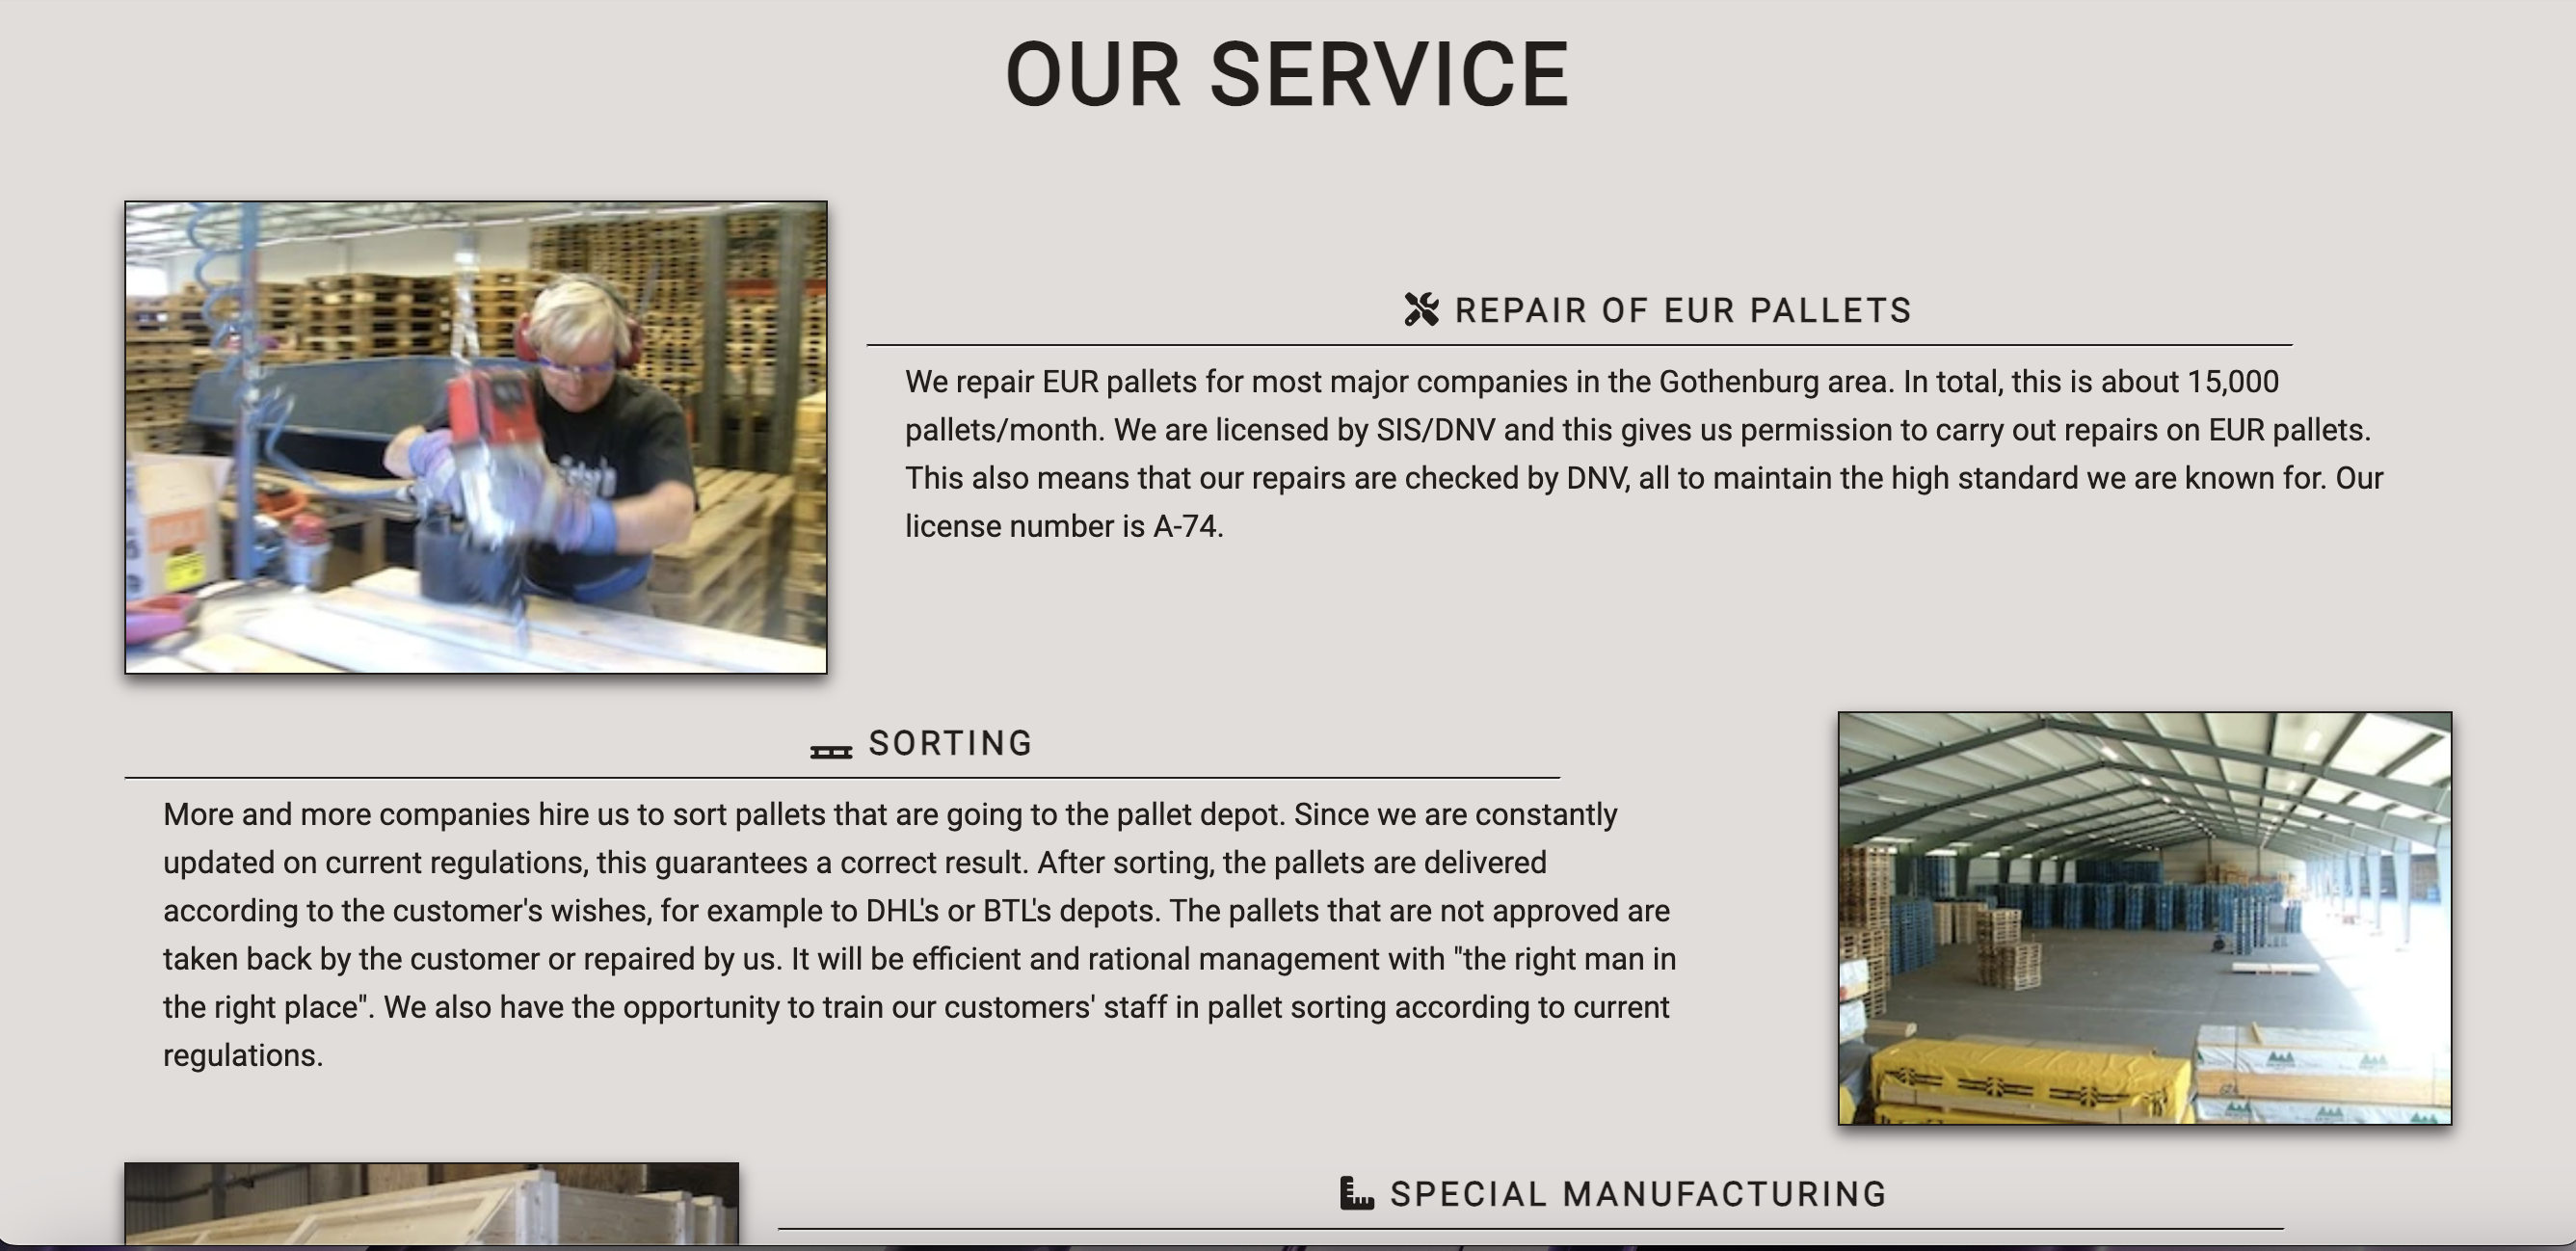 OUR SERVICE
REPAIR OF EUR PALLETS
We repair EUR pallets for most major companies in the Gothenburg area. In total, this is about 15,000
pallets/month. We are licensed by SIS/DNV and this gives us permission to carry out repairs on EUR pallets.
This also means that our repairs are checked by DNV, all to maintain the high standard we are known for. Our
license number is A-74.
SORTING
More and more companies hire us to sort pallets that are going to the pallet depot. Since we are constantly
updated on current regulations, this guarantees a correct result. After sorting, the pallets are delivered
according to the customer's wishes, for example to DHL's or BTL's depots. The pallets that are not approved are
taken back by the customer or repaired by us. It will be efficient and rational management with "the right man in
the right place". We also have the opportunity to train our customers' staff in pallet sorting according to current
regulations.
SPECIAL MANUFACTURING